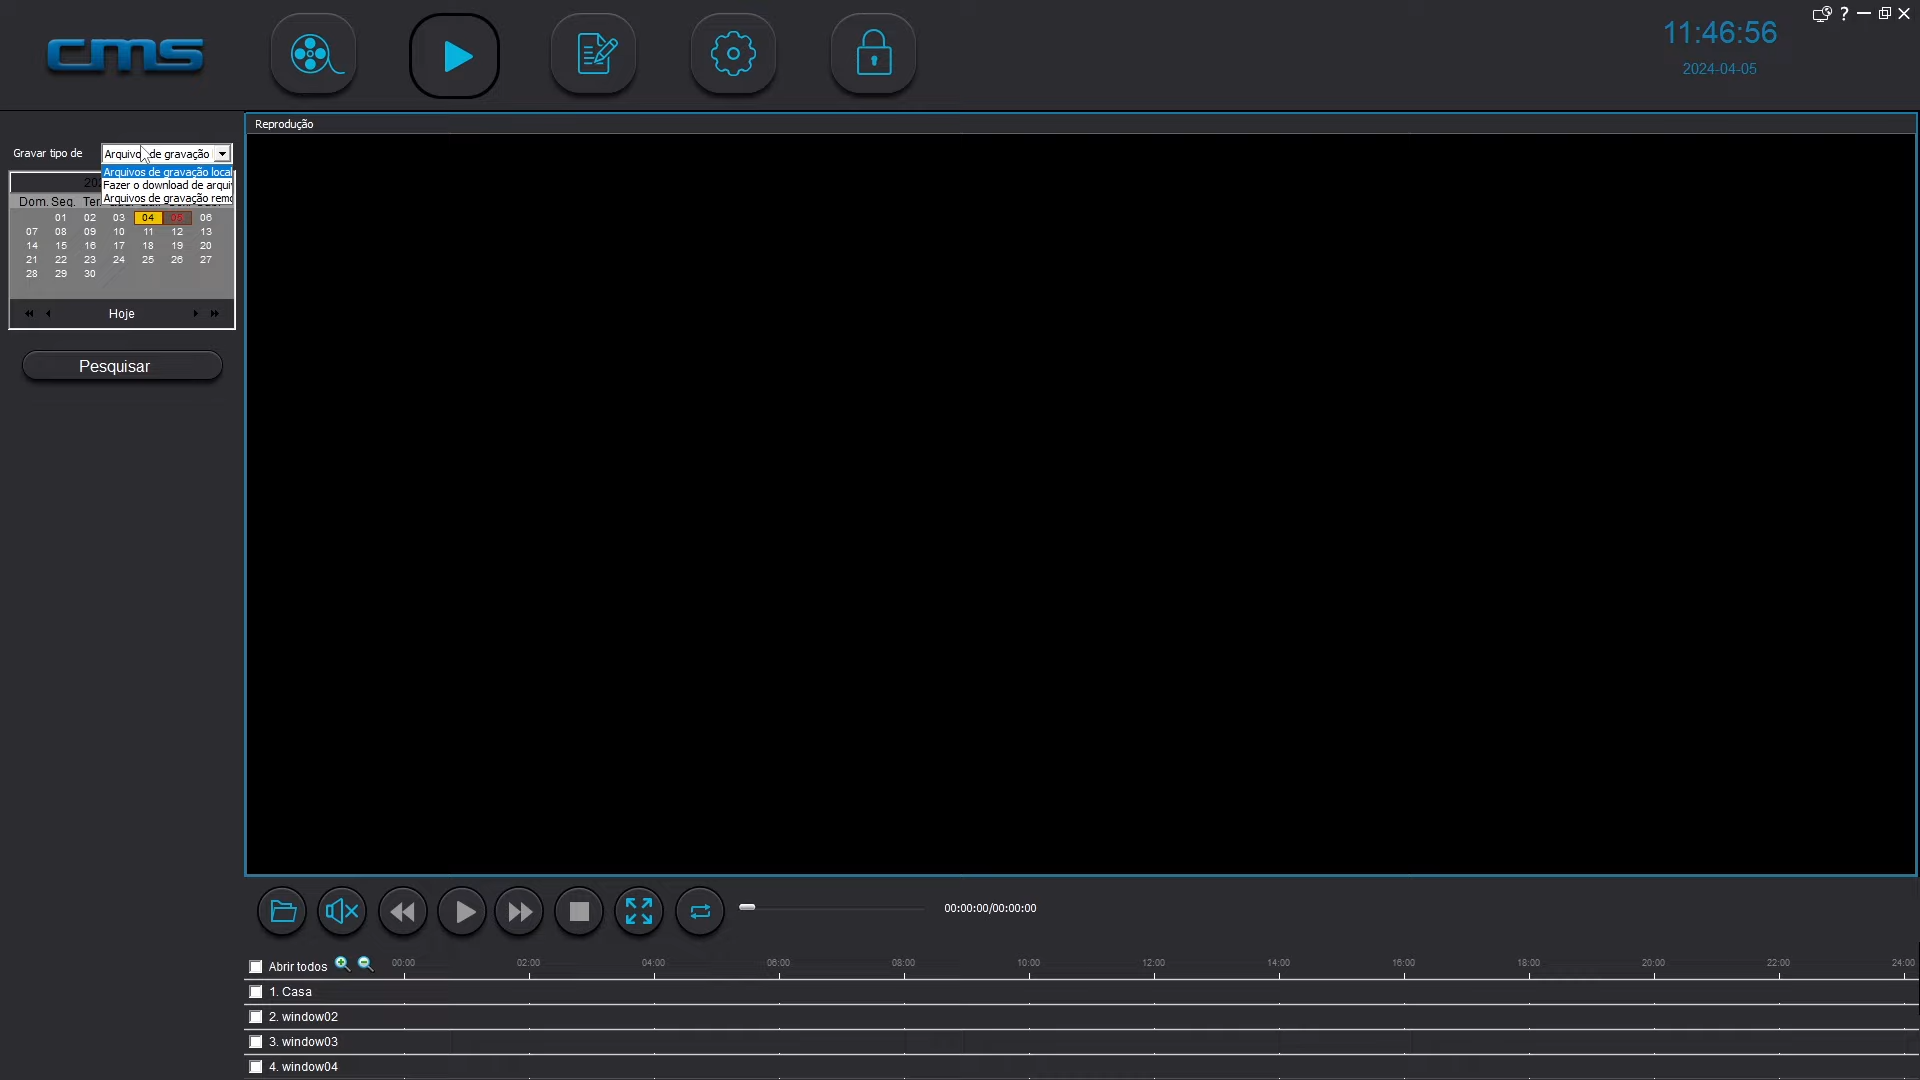 cms
?
11:46:56
2024-04-05
Reprodução
Gravar tipo de
Arquivo de gravação
Arquivos de gravação local
Fazer o download de arqui
Arquivos de gravação remo
20
Dom. Seg. Ter
01 02 03 04 05 06
07 08 09 10 11 12 13
14 15 16 17 18 19 20
21 22 23 24 25 26 27
28 29 30
Hoje
Pesquisar
00:00:00/00:00:00
Abrir todos 00:00 02:00 04:00 06:00 08:00 10:00 12:00 14:00 16:00 18:00 20:00 22:00 24:00
1. Casa
2. window02
3. window03
4. window04